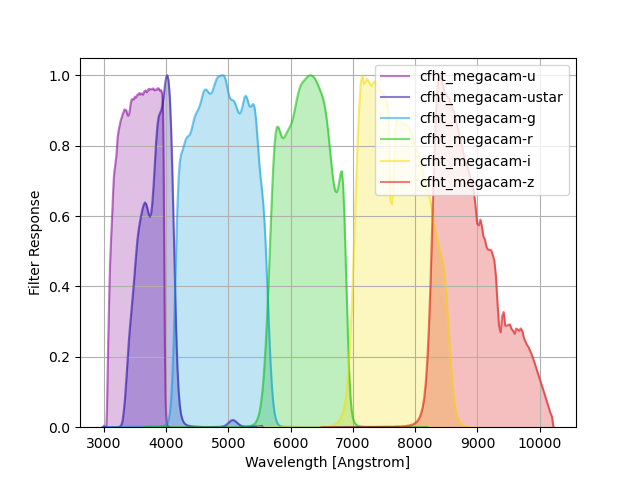 1.0
0.8
0.6
0.4
0.2
0.0
Filter Response
cfht_megacam-u
cfht_megacam-ustar
cfht_megacam-g
cfht_megacam-r
cfht_megacam-i
cfht_megacam-z
3000 4000 5000 6000 7000 8000 9000 10000
Wavelength [Angstrom]